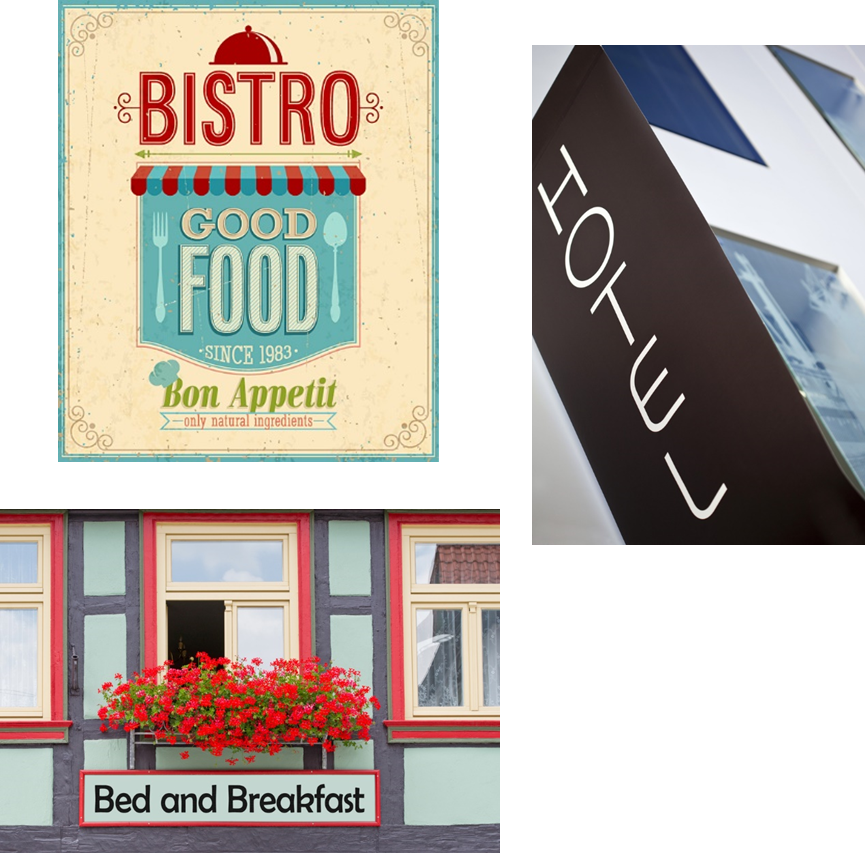 BISTRO
GOOD
FOOD
· SINCE 1983 ·
Bon Appetit
only natural ingredients
HOTEL
Bed and Breakfast